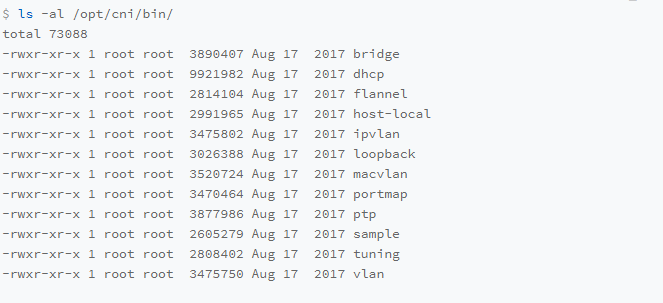 $ ls -al /opt/cni/bin/
total 73088
-rwxr-xr-x 1 root root  3890407 Aug 17  2017 bridge
-rwxr-xr-x 1 root root  9921982 Aug 17  2017 dhcp
-rwxr-xr-x 1 root root  2814104 Aug 17  2017 flannel
-rwxr-xr-x 1 root root  2991965 Aug 17  2017 host-local
-rwxr-xr-x 1 root root  3475802 Aug 17  2017 ipvlan
-rwxr-xr-x 1 root root  3026388 Aug 17  2017 loopback
-rwxr-xr-x 1 root root  3520724 Aug 17  2017 macvlan
-rwxr-xr-x 1 root root  3470464 Aug 17  2017 portmap
-rwxr-xr-x 1 root root  3877986 Aug 17  2017 ptp
-rwxr-xr-x 1 root root  2605279 Aug 17  2017 sample
-rwxr-xr-x 1 root root  2808402 Aug 17  2017 tuning
-rwxr-xr-x 1 root root  3475750 Aug 17  2017 vlan